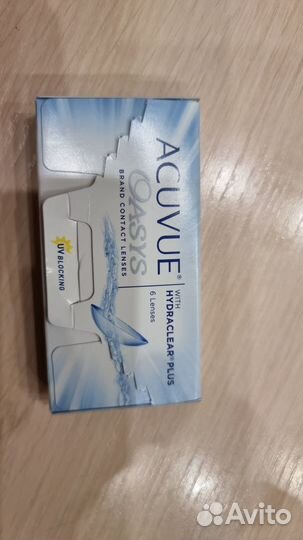 ACUVUE®
OASYS
BRAND CONTACT LENSES
WITH
HYDRACLEAR® PLUS
6 Lenses
UV BLOCKING
Avito